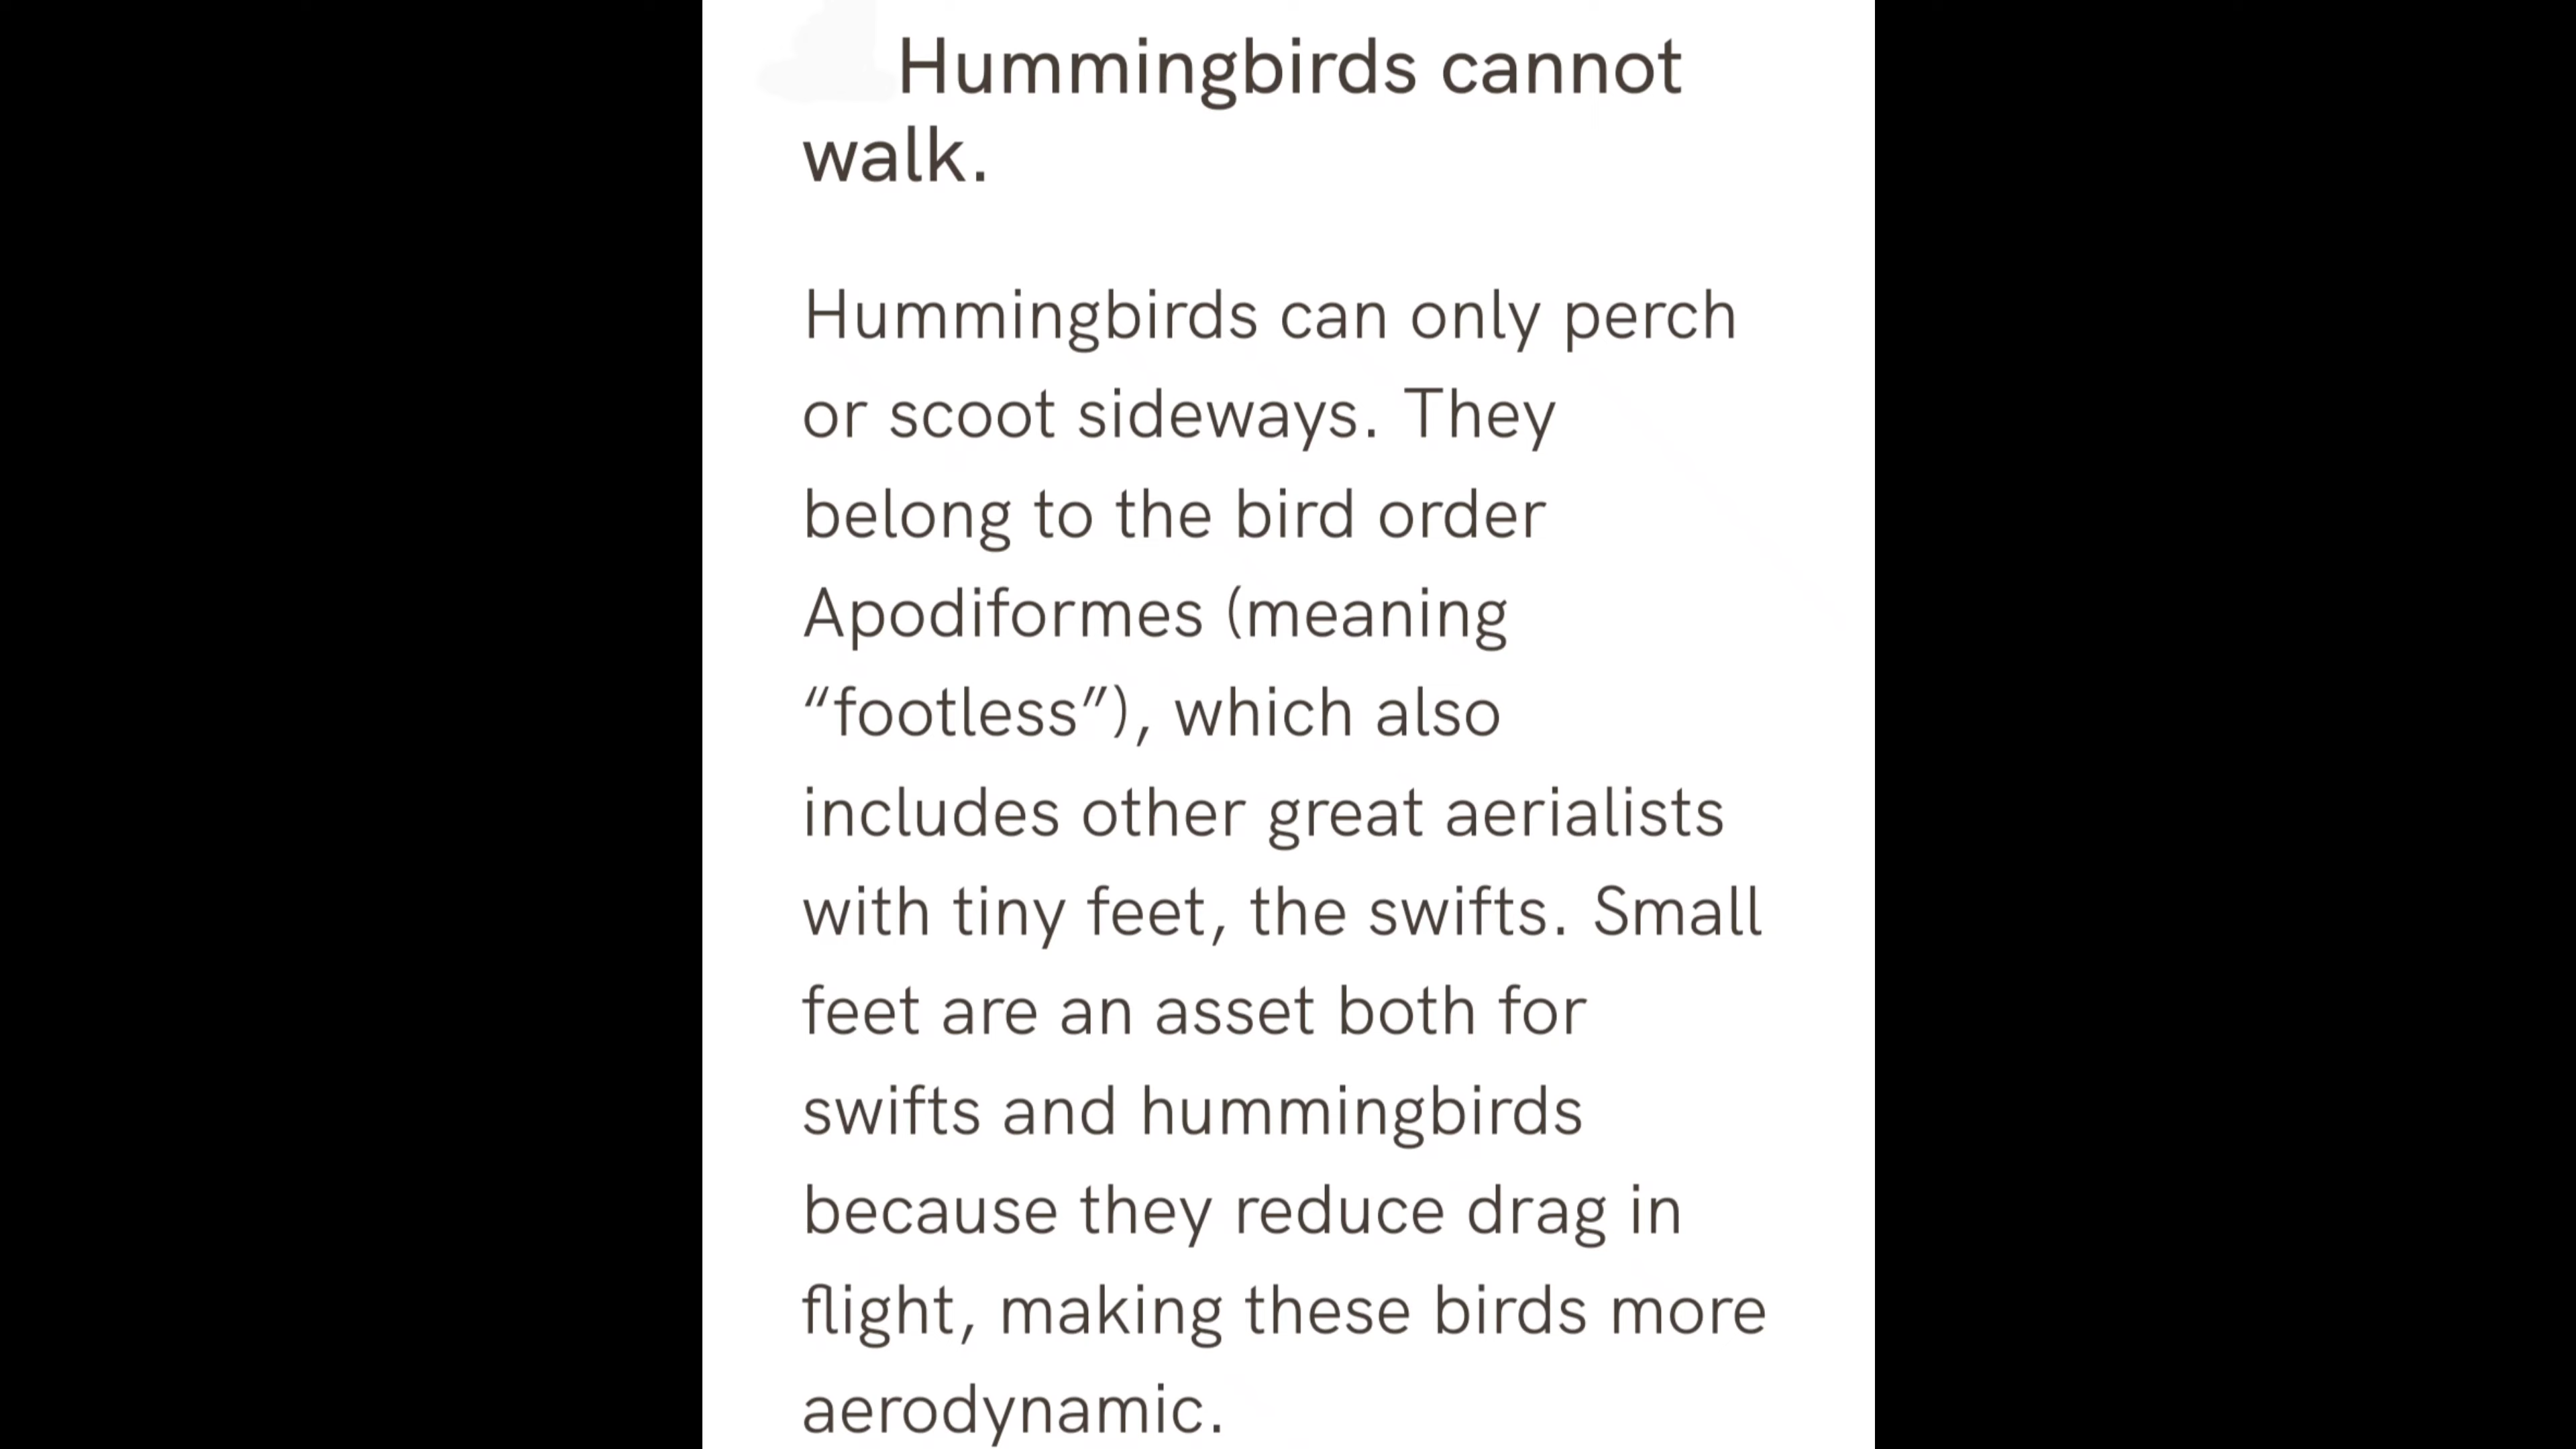 Hummingbirds cannot
walk.
Hummingbirds can only perch
or scoot sideways. They
belong to the bird order
Apodiformes (meaning
“footless”), which also
includes other great aerialists
with tiny feet, the swifts. Small
feet are an asset both for
swifts and hummingbirds
because they reduce drag in
flight, making these birds more
aerodynamic.